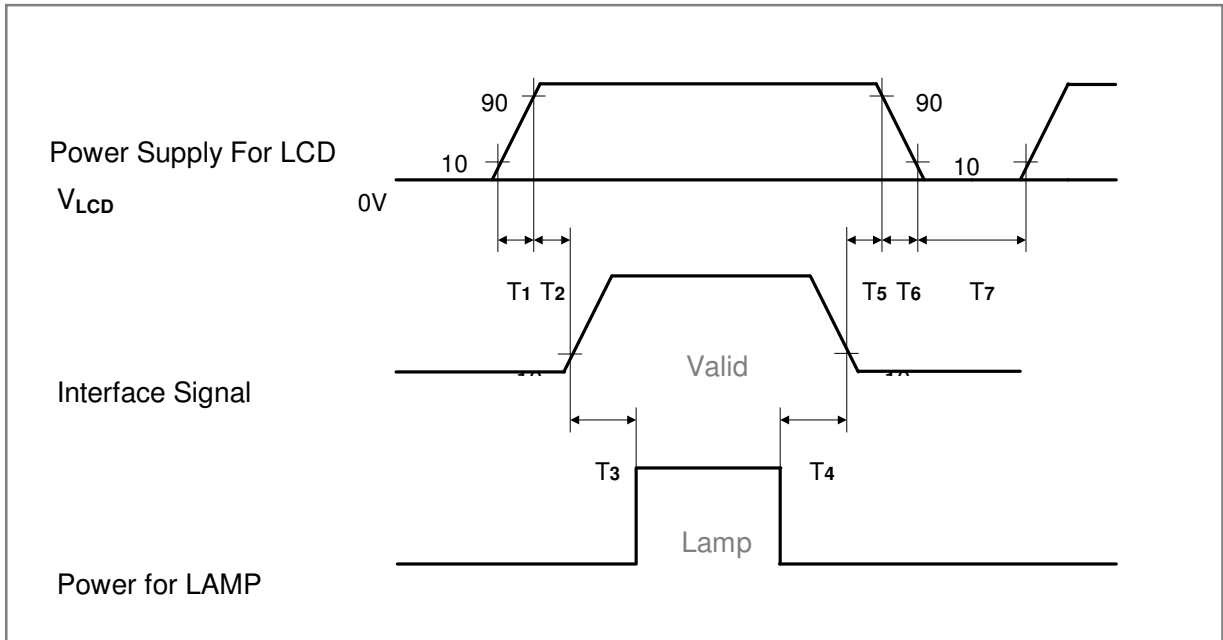 90 90
Power Supply For LCD 10 10
VLCD 0V
T1 T2 T5 T6 T7
Valid
Interface Signal
T3 T4
Lamp
Power for LAMP